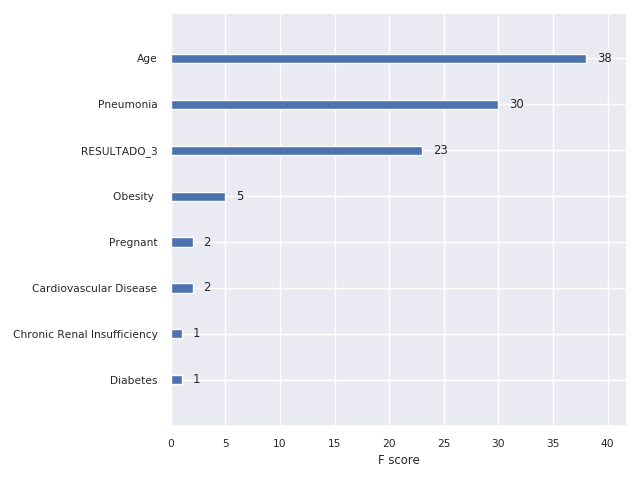 Age 38
Pneumonia 30
RESULTADO_3 23
Obesity 5
Pregnant 2
Cardiovascular Disease 2
Chronic Renal Insufficiency 1
Diabetes 1
0 5 10 15 20 25 30 35 40
F score